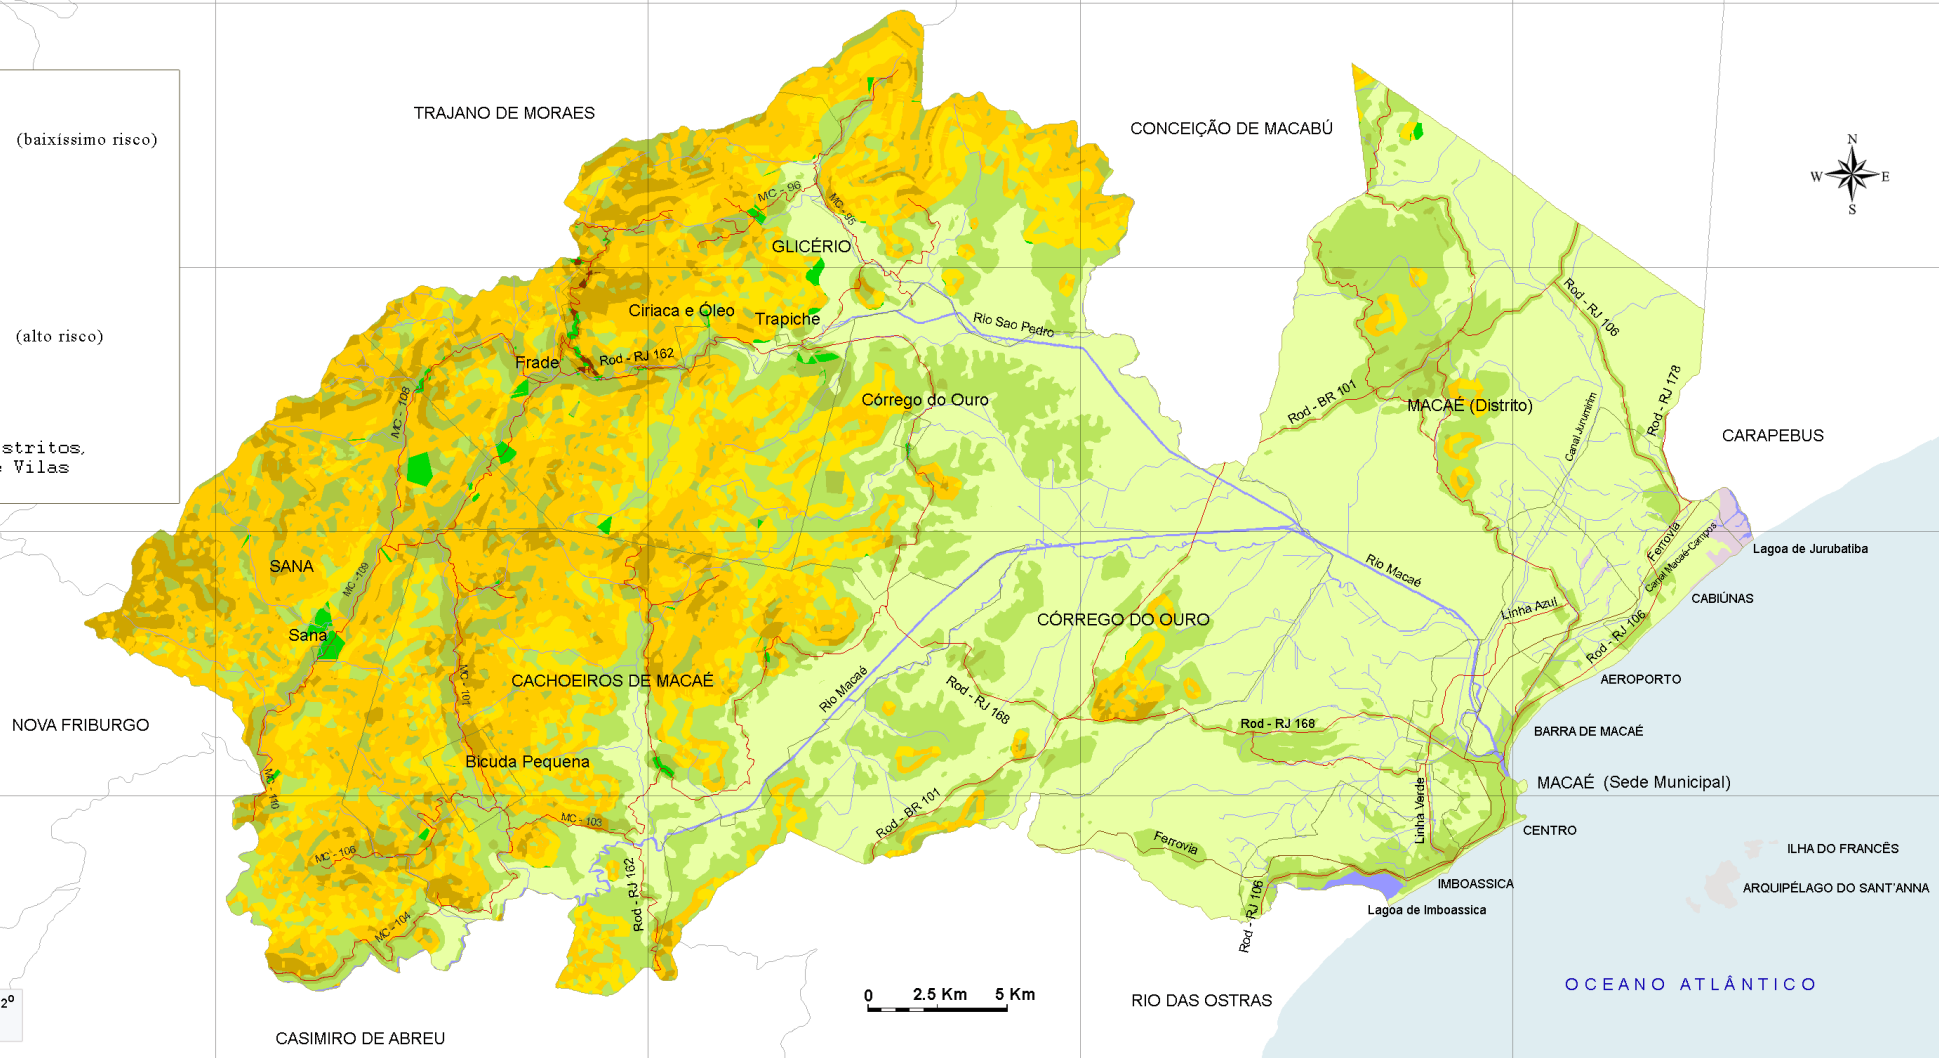 TRAJANO DE MORAES
CONCEIÇÃO DE MACABÚ
(baixíssimo risco)
N
W
E
S
MC - 96
MC - 95
GLICÉRIO
Ciriaca e Óleo
Trapiche
Rio Sao Pedro
Rod - RJ 106
(alto risco)
Frade
Rod - RJ 162
MC - 108
Córrego do Ouro
Rod - BR 101
MACAÉ (Distrito)
Canal Jurumirim
Rod - RJ 178
CARAPEBUS
stritos,
e Vilas
Ferrovia
Canal Macaé-Campos
Lagoa de Jurubatiba
SANA
MC -109
Rio Macaé
Linha Azul
CABIÚNAS
Sana
CÓRREGO DO OURO
Rod - RJ 106
CACHOEIROS DE MACAÉ
MC - 101
Rio Macaé
AEROPORTO
Rod - RJ 168
NOVA FRIBURGO
Rod - RJ 168
BARRA DE MACAÉ
Bicuda Pequena
MC - 110
MACAÉ (Sede Municipal)
Linha Verde
MC - 103
Rod - BR 101
CENTRO
Ferrovia
ILHA DO FRANCÊS
MC - 106
Rod - RJ 162
IMBOASSICA
ARQUIPÉLAGO DO SANT'ANNA
Lagoa de Imboassica
Rod - RJ 106
MC - 104
OCEANO ATLÂNTICO
0 2.5 Km 5 Km
RIO DAS OSTRAS
2º
CASIMIRO DE ABREU